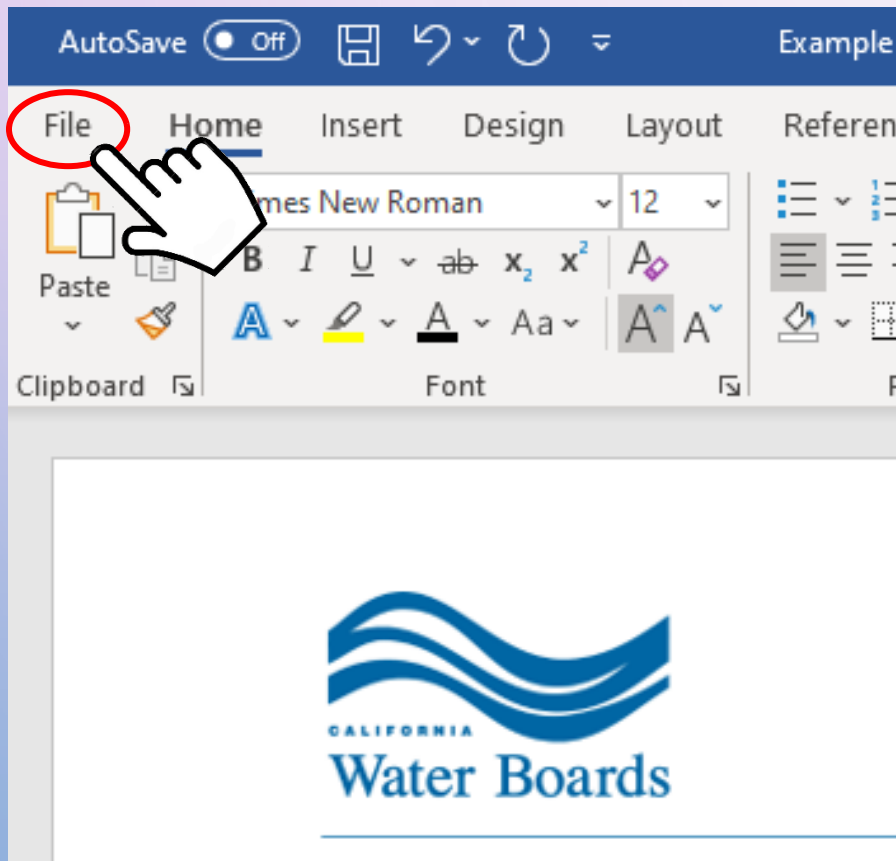 AutoSave Off Example
File Home Insert Design Layout Referen
mes New Roman 12
Paste B I U ab x₂ x² A
A A Aa A A
Clipboard Font P
CALIFORNIA
Water Boards